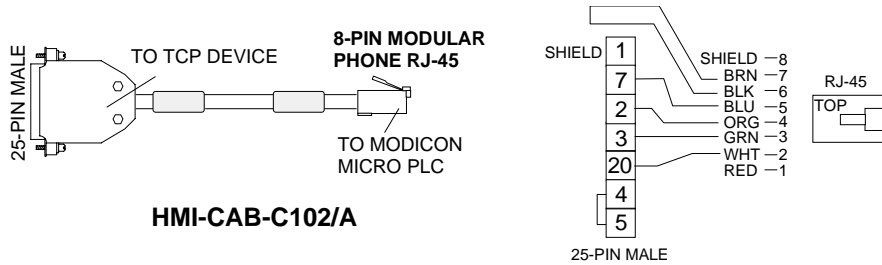 25-PIN MALE
TO TCP DEVICE
8-PIN MODULAR
PHONE RJ-45
TO MODICON
MICRO PLC
HMI-CAB-C102/A
SHIELD
1
7
2
3
20
4
5
25-PIN MALE
SHIELD -8
BRN -7
BLK -6
BLU -5
ORG -4
GRN -3
WHT -2
RED -1
RJ-45
TOP